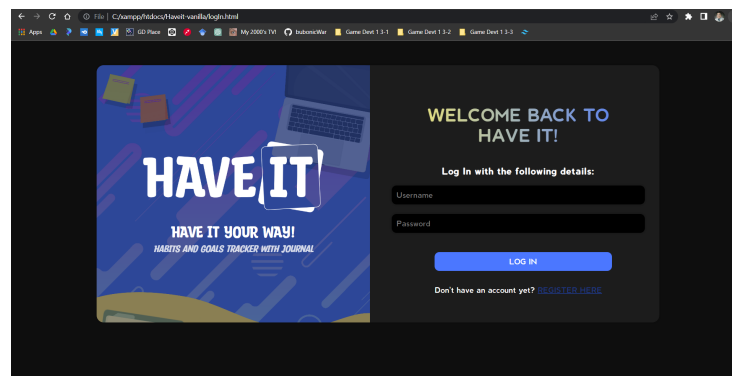 File | C:/xampp/htdocs/Haveit-vanilla/logIn.html
Apps GD Place My 2000's TV! bubonicWar Game Devt 1 3-1 Game Devt 1 3-2 Game Devt 1 3-3
HAVE IT
HAVE IT YOUR WAY!
HABITS AND GOALS TRACKER WITH JOURNAL
WELCOME BACK TO
HAVE IT!
Log In with the following details:
Username
Password
LOG IN
Don't have an account yet? REGISTER HERE